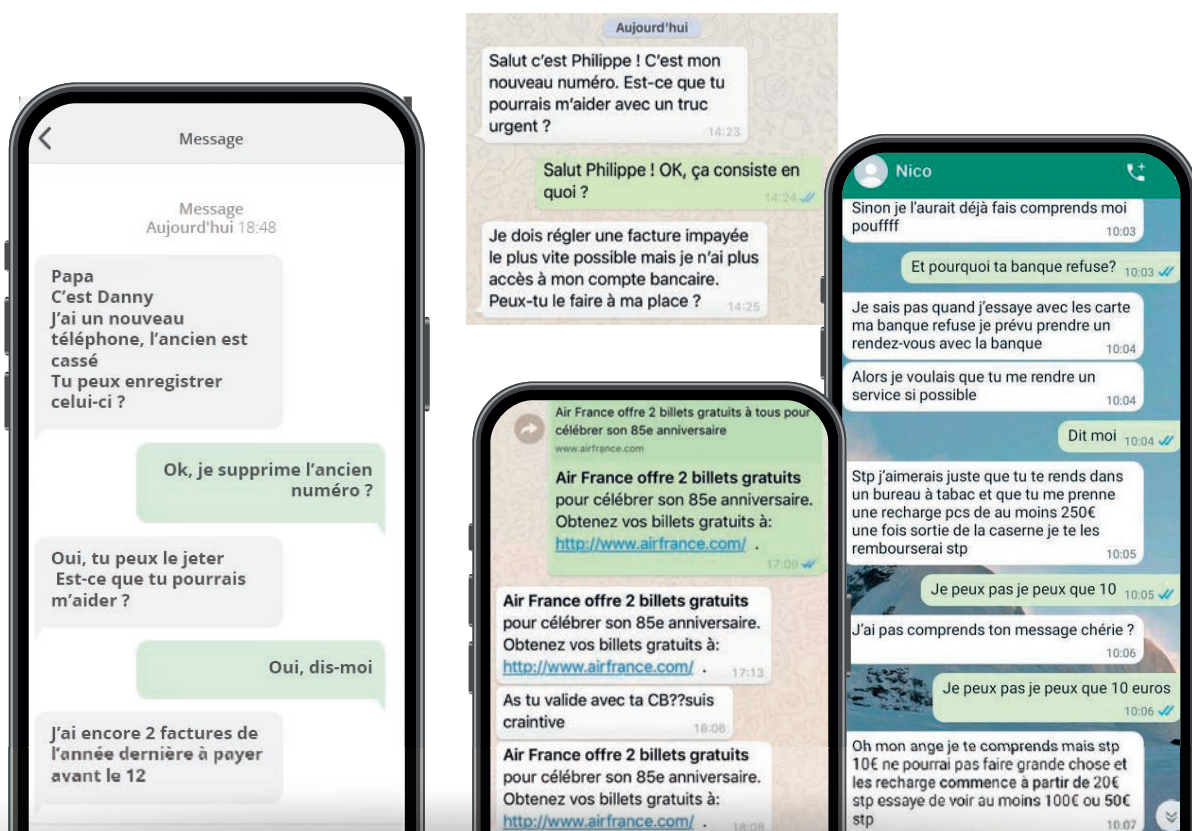 Message
Message
Aujourd'hui 18:48
Papa
C'est Danny
J'ai un nouveau
téléphone, l'ancien est
cassé
Tu peux enregistrer
celui-ci ?
Ok, je supprime l'ancien
numéro ?
Oui, tu peux le jeter
Est-ce que tu pourrais
m'aider ?
Oui, dis-moi
J'ai encore 2 factures de
l'année dernière à payer
avant le 12
Aujourd'hui
Salut c'est Philippe ! C'est mon
nouveau numéro. Est-ce que tu
pourrais m'aider avec un truc
urgent ?
14:23
Salut Philippe ! OK, ça consiste en
quoi ?
14:24
Je dois régler une facture impayée
le plus vite possible mais je n'ai plus
accès à mon compte bancaire.
Peux-tu le faire à ma place ?
14:25
Air France offre 2 billets gratuits à tous pour
célébrer son 85e anniversaire
www.airfrance.com
Air France offre 2 billets gratuits
pour célébrer son 85e anniversaire.
Obtenez vos billets gratuits à:
http://www.airfrance.com/ .
17:09
Air France offre 2 billets gratuits
pour célébrer son 85e anniversaire.
Obtenez vos billets gratuits à:
http://www.airfrance.com/ .
17:13
As tu valide avec ta CB??suis
craintive
18:06
Air France offre 2 billets gratuits
pour célébrer son 85e anniversaire.
Obtenez vos billets gratuits à:
http://www.airfrance.com/ .
18:08
Nico
Sinon je l'aurait déjà fais comprends moi
pouffff
10:03
Et pourquoi ta banque refuse? 10:03
Je sais pas quand j'essaye avec les carte
ma banque refuse je prévu prendre un
rendez-vous avec la banque
10:04
Alors je voulais que tu me rendre un
service si possible
10:04
Dit moi 10:04
Stp j'aimerais juste que tu te rends dans
un bureau à tabac et que tu me prenne
une recharge pcs de au moins 250€
une fois sortie de la caserne je te les
rembourserai stp
10:05
Je peux pas je peux que 10 10:05
J'ai pas comprends ton message chérie ?
10:06
Je peux pas je peux que 10 euros
10:06
Oh mon ange je te comprends mais stp
10€ ne pourrai pas faire grande chose et
les recharge commence à partir de 20€
stp essaye de voir au moins 100€ ou 50€
stp
10:07